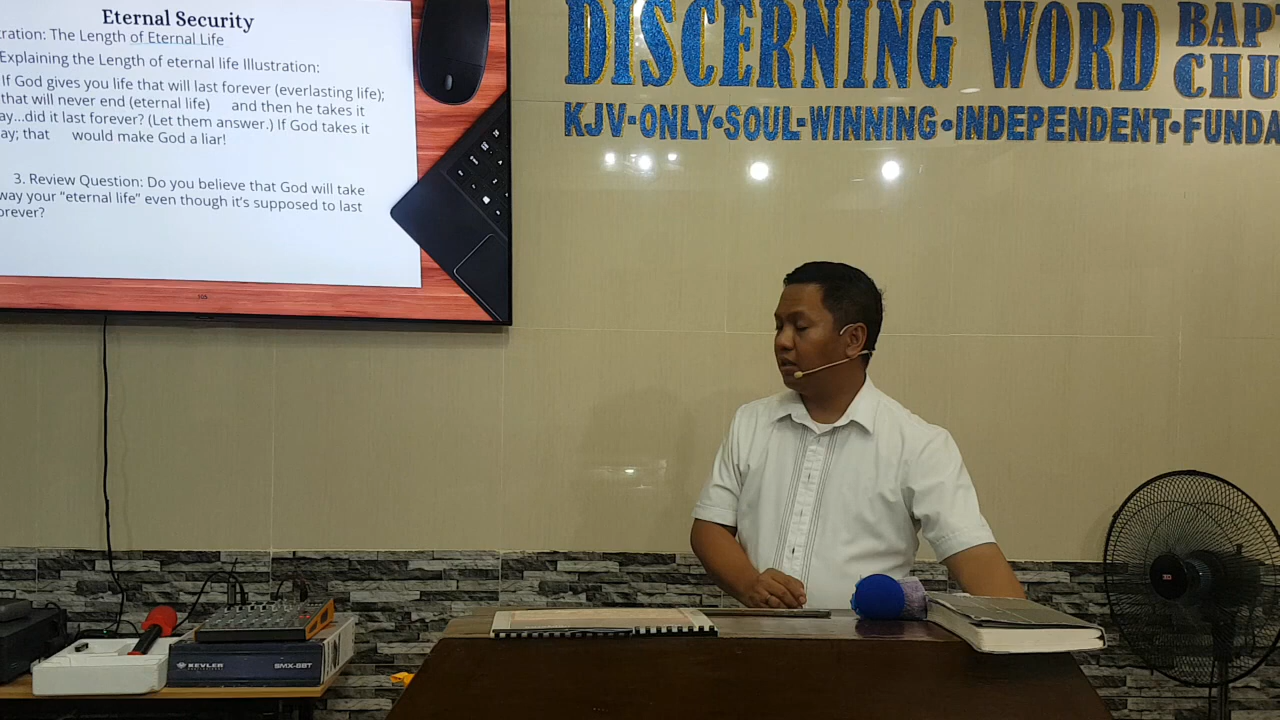 Eternal Security
tration: The Length of Eternal Life
Explaining the Length of eternal life Illustration:
If God gives you life that will last forever (everlasting life);
that will never end (eternal life) and then he takes it
ay...did it last forever? (Let them answer.) If God takes it
ay; that would make God a liar!
3. Review Question: Do you believe that God will take
way your “eternal life” even though it's supposed to last
orever?
DISCERNING WORD
BAP
CHU
KJV•ONLY•SOUL-WINNING•INDEPENDENT•FUNDA
KEVLER
SMX-6BT